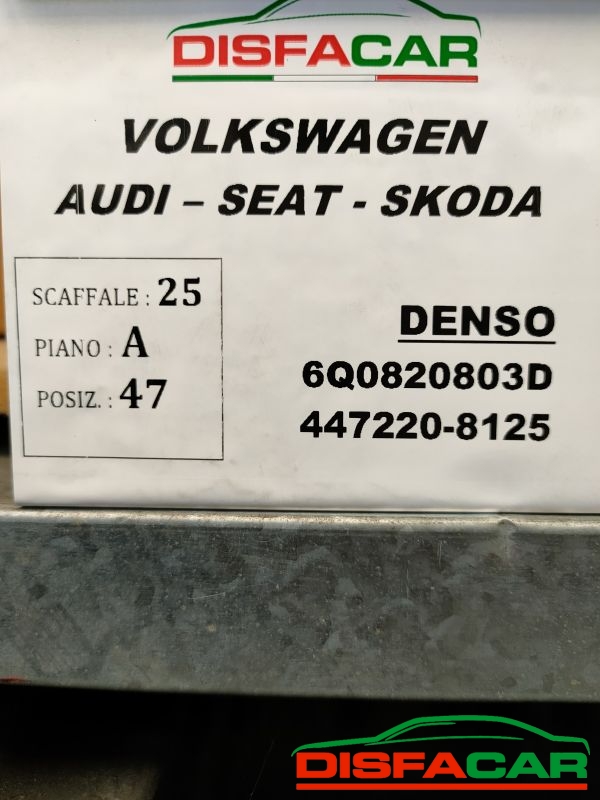 DISFACAR
VOLKSWAGEN
AUDI – SEAT - SKODA
SCAFFALE : 25
PIANO : A
POSIZ. : 47
DENSO
6Q0820803D
447220-8125
DISFACAR